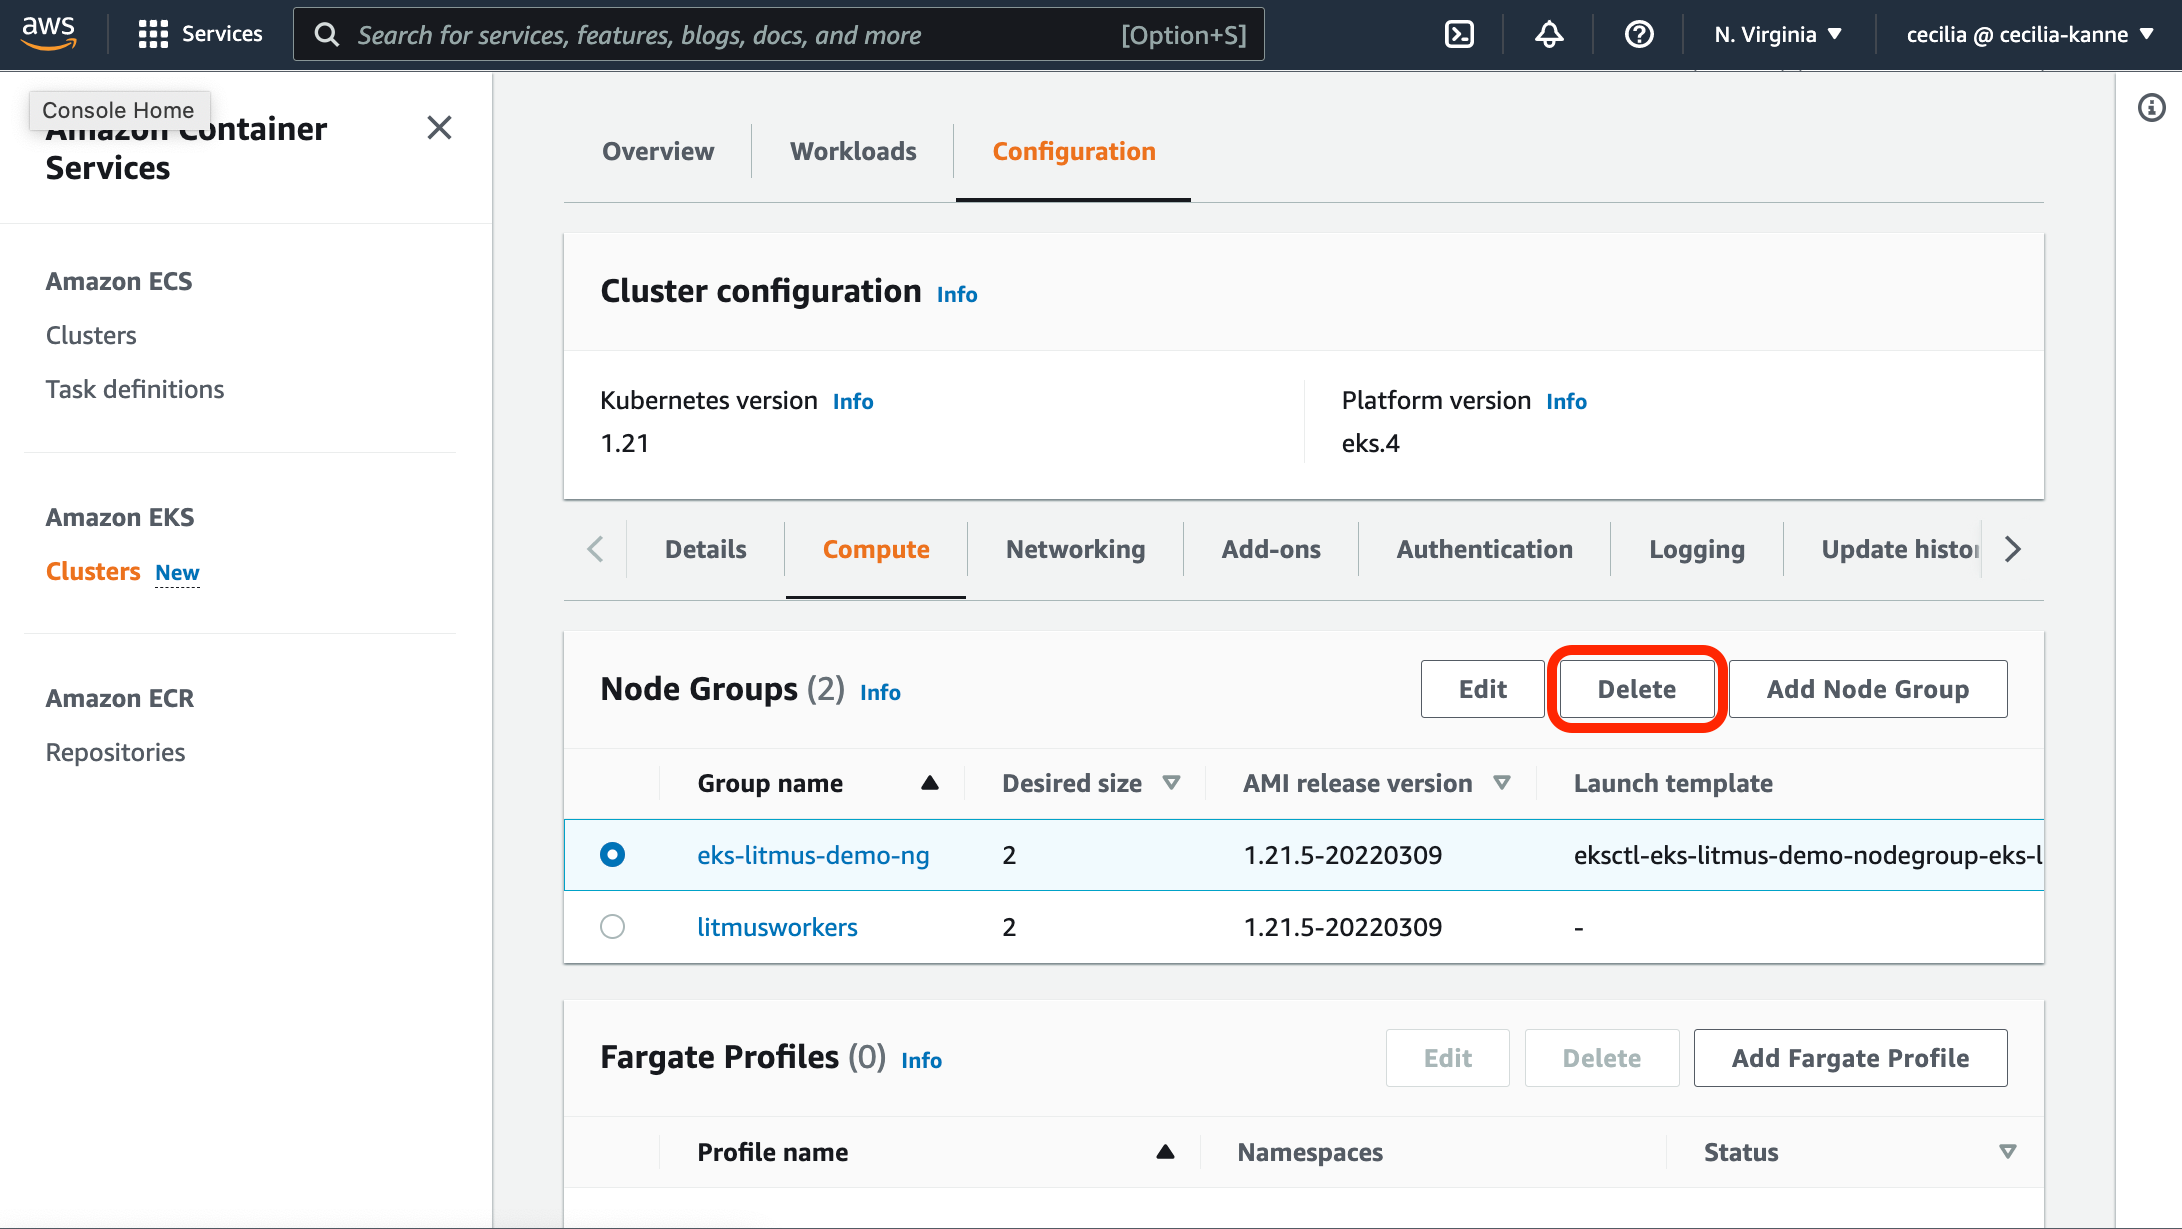 aws Services Search for services, features, blogs, docs, and more [Option+S] N. Virginia ▼ cecilia @ cecilia-kanne ▼
Console Home
Amazon Container
Services
Amazon ECS
Clusters
Task definitions
Amazon EKS
Clusters New
Amazon ECR
Repositories
Overview Workloads Configuration
Cluster configuration Info
Kubernetes version Info Platform version Info
1.21 eks.4
Details Compute Networking Add-ons Authentication Logging Update histor
Node Groups (2) Info Edit Delete Add Node Group
Group name Desired size AMI release version Launch template
eks-litmus-demo-ng 2 1.21.5-20220309 eksctl-eks-litmus-demo-nodegroup-eks-l
litmusworkers 2 1.21.5-20220309 -
Fargate Profiles (0) Info Edit Delete Add Fargate Profile
Profile name Namespaces Status